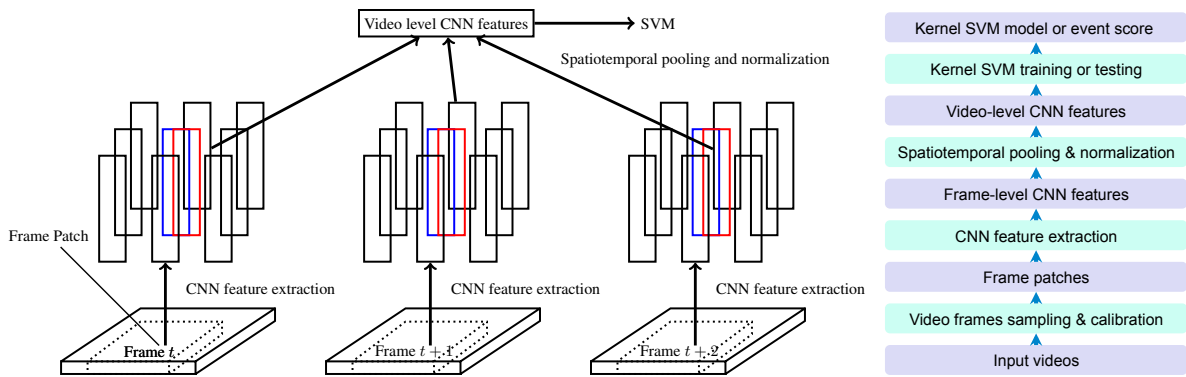 Video level CNN features
SVM
Spatiotemporal pooling and normalization
Frame Patch
CNN feature extraction
CNN feature extraction
CNN feature extraction
Frame t
Frame t + 1
Frame t + 2
Kernel SVM model or event score
Kernel SVM training or testing
Video-level CNN features
Spatiotemporal pooling & normalization
Frame-level CNN features
CNN feature extraction
Frame patches
Video frames sampling & calibration
Input videos